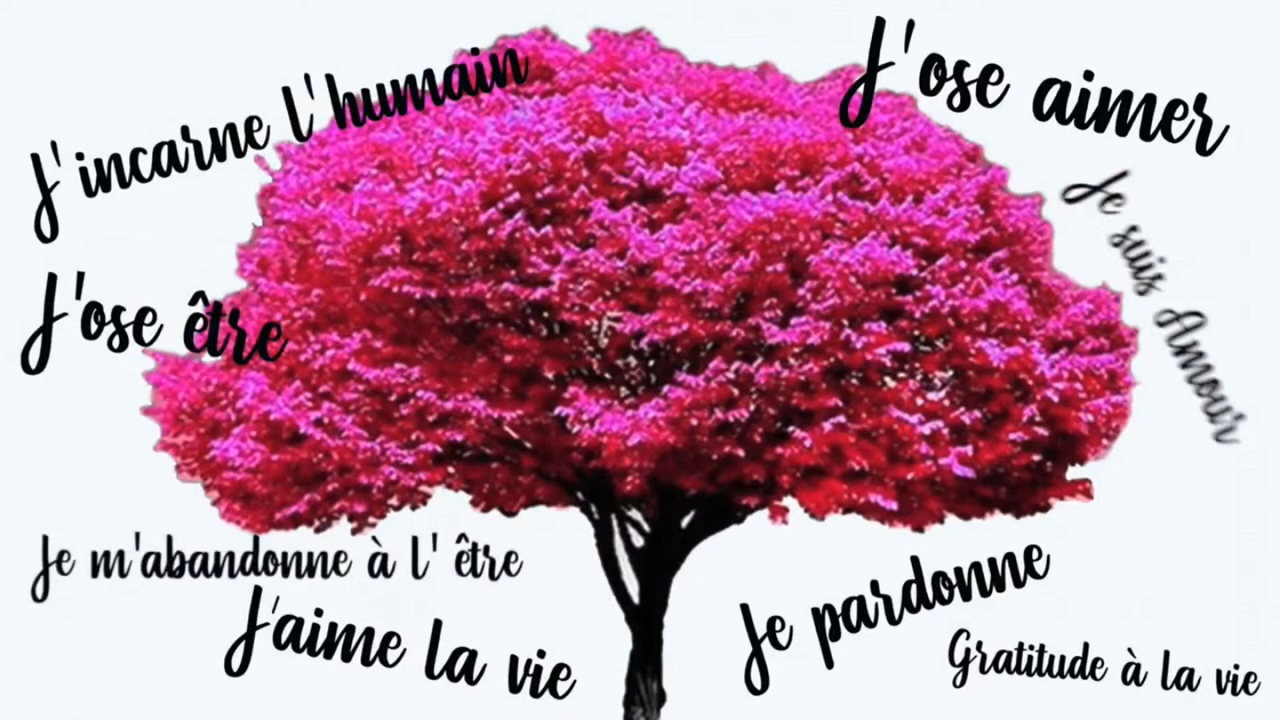 J'incarne l'humain
J'ose aimer
Je suis Amour
J'ose être
Je m'abandonne à l' être
J'aime la vie
Je pardonne
Gratitude à la vie